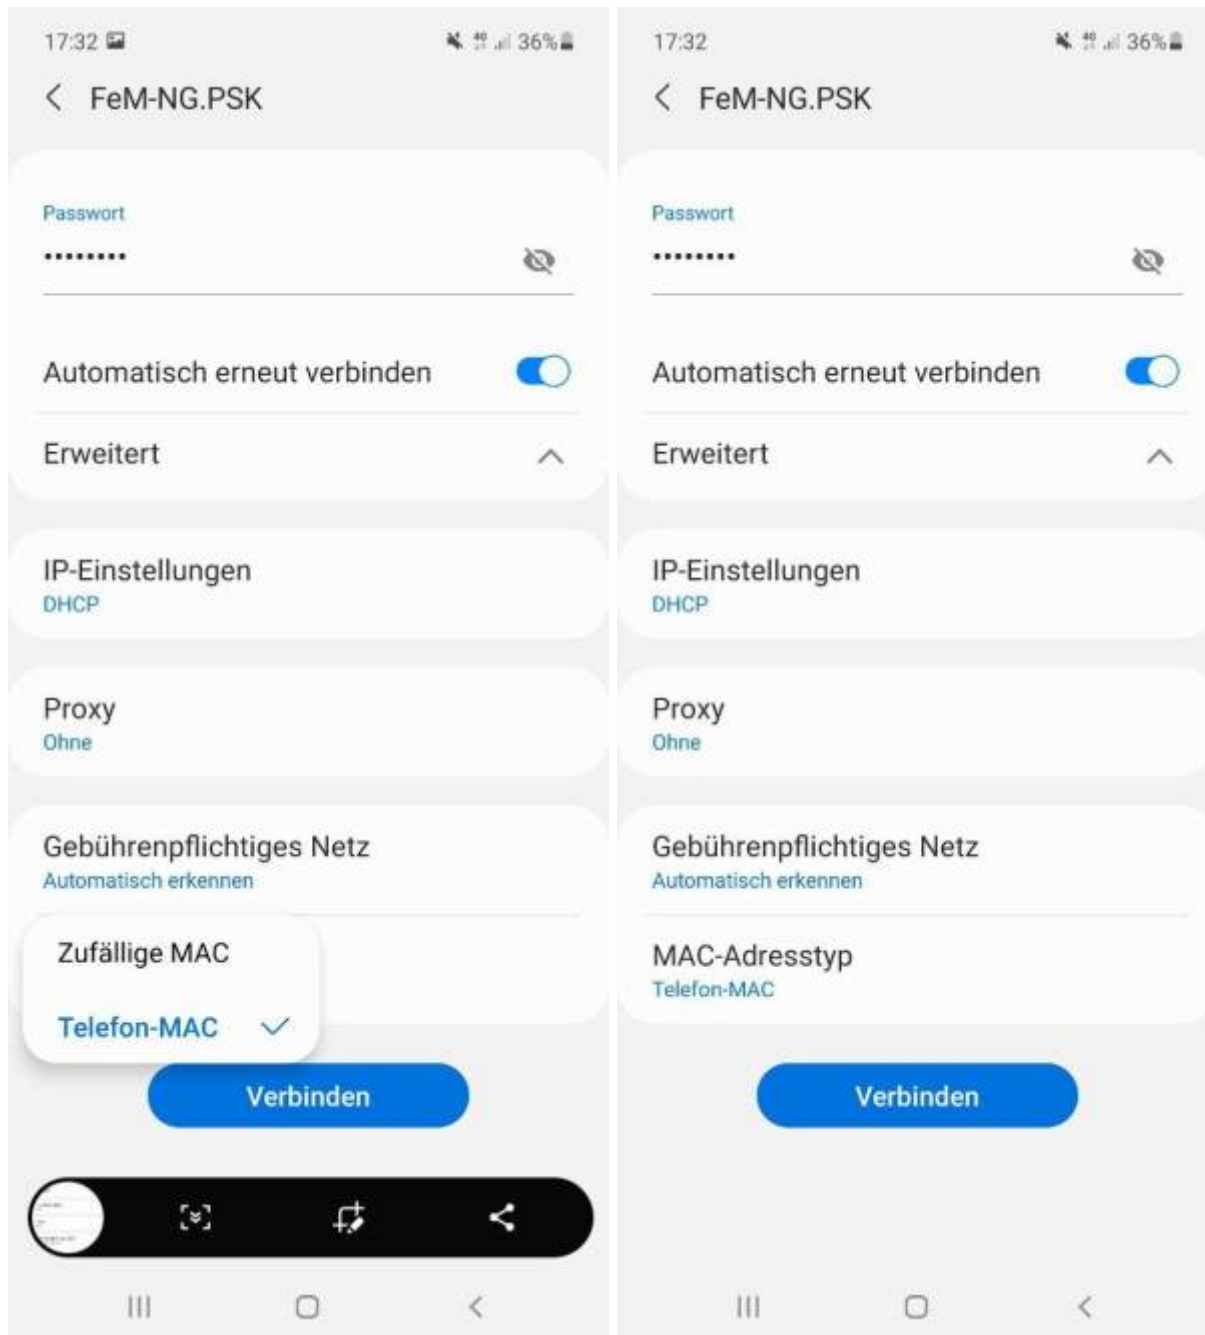 17:32
36%
FeM-NG.PSK
Passwort
••••••••
Automatisch erneut verbinden
Erweitert
IP-Einstellungen
DHCP
Proxy
Ohne
Gebührenpflichtiges Netz
Automatisch erkennen
Zufällige MAC
Telefon-MAC
Verbinden
17:32
36%
FeM-NG.PSK
Passwort
••••••••
Automatisch erneut verbinden
Erweitert
IP-Einstellungen
DHCP
Proxy
Ohne
Gebührenpflichtiges Netz
Automatisch erkennen
MAC-Adresstyp
Telefon-MAC
Verbinden